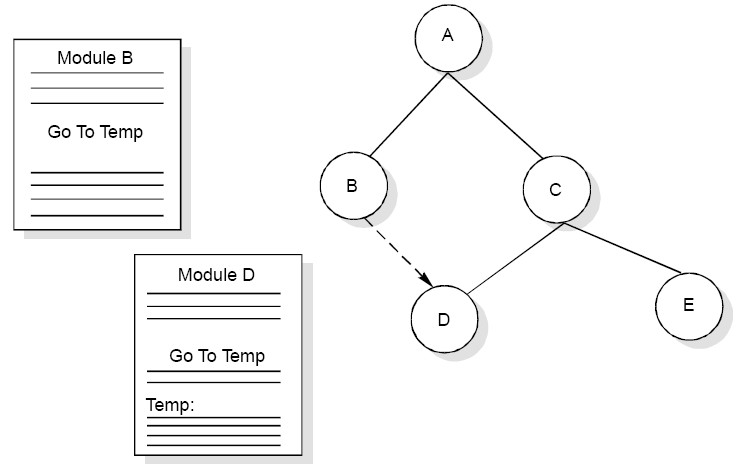 Module B
Go To Temp
Module D
Go To Temp
Temp:
A
B
C
D
E